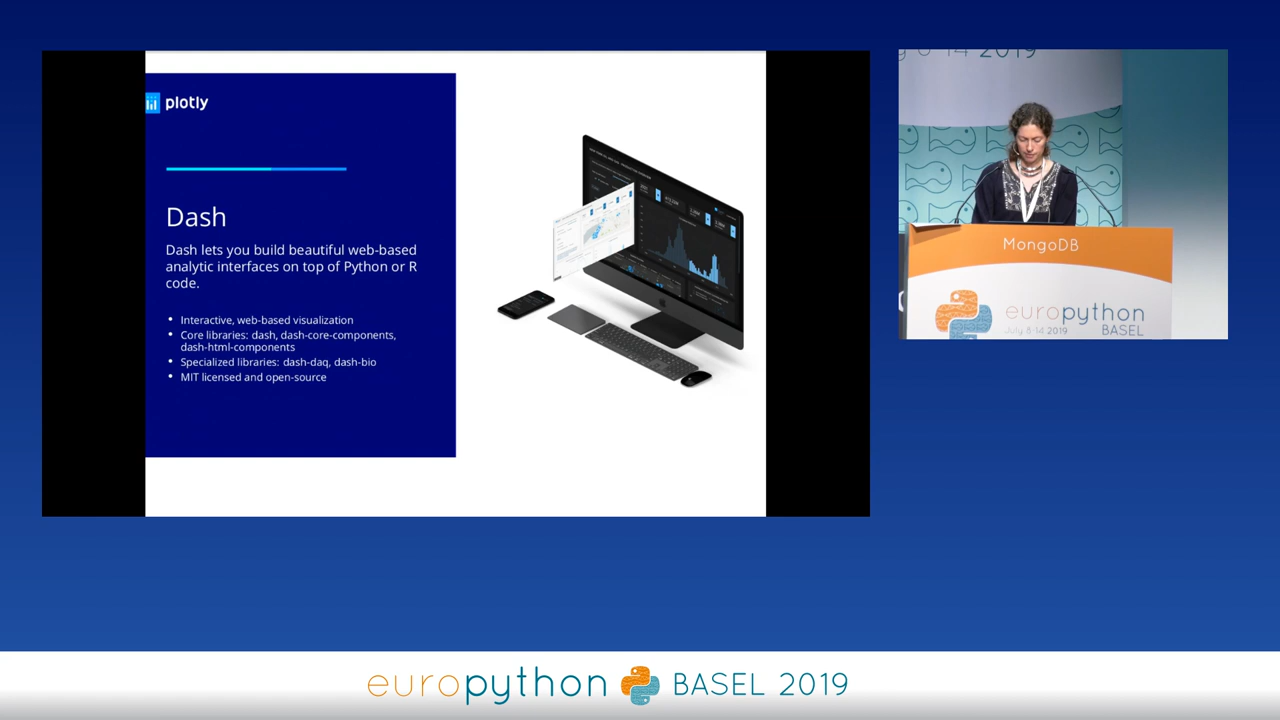 plotly
Dash
Dash lets you build beautiful web-based
analytic interfaces on top of Python or R
code.
• Interactive, web-based visualization
• Core libraries: dash, dash-core-components,
dash-html-components
• Specialized libraries: dash-daq, dash-bio
• MIT licensed and open-source
8-14 2019
MongoDB
europython
July 8-14 2019
BASEL
europython BASEL 2019